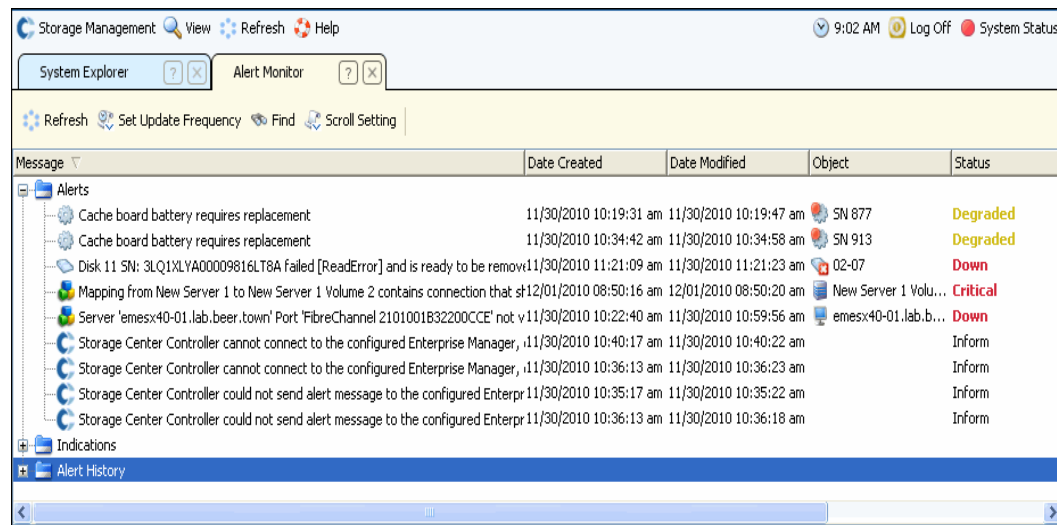 Storage Management View Refresh Help 9:02 AM Log Off System Status
System Explorer ? X Alert Monitor ? X
Refresh Set Update Frequency Find Scroll Setting
Message Date Created Date Modified Object Status
Alerts
Cache board battery requires replacement 11/30/2010 10:19:31 am 11/30/2010 10:19:47 am SN 877 Degraded
Cache board battery requires replacement 11/30/2010 10:34:42 am 11/30/2010 10:34:58 am SN 913 Degraded
Disk 11 SN: 3LQ1XLYA00009816LT8A failed [ReadError] and is ready to be remove 11/30/2010 11:21:09 am 11/30/2010 11:21:23 am 02-07 Down
Mapping from New Server 1 to New Server 1 Volume 2 contains connection that sh 12/01/2010 08:50:16 am 12/01/2010 08:50:20 am New Server 1 Volu... Critical
Server 'emesx40-01.lab.beer.town' Port 'FibreChannel 2101001B32200CCE' not v 11/30/2010 10:22:40 am 11/30/2010 10:59:56 am emesx40-01.lab.b... Down
Storage Center Controller cannot connect to the configured Enterprise Manager, 11/30/2010 10:40:17 am 11/30/2010 10:40:22 am Inform
Storage Center Controller cannot connect to the configured Enterprise Manager, 11/30/2010 10:36:13 am 11/30/2010 10:36:23 am Inform
Storage Center Controller could not send alert message to the configured Enterpr 11/30/2010 10:35:17 am 11/30/2010 10:35:22 am Inform
Storage Center Controller could not send alert message to the configured Enterpr 11/30/2010 10:36:13 am 11/30/2010 10:36:18 am Inform
Indications
Alert History